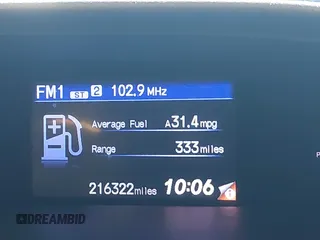 FM1 ST 2 102.9 MHz
Average Fuel A31.4 mpg
Range 333 miles
216322 miles 10:06
DREAMBID